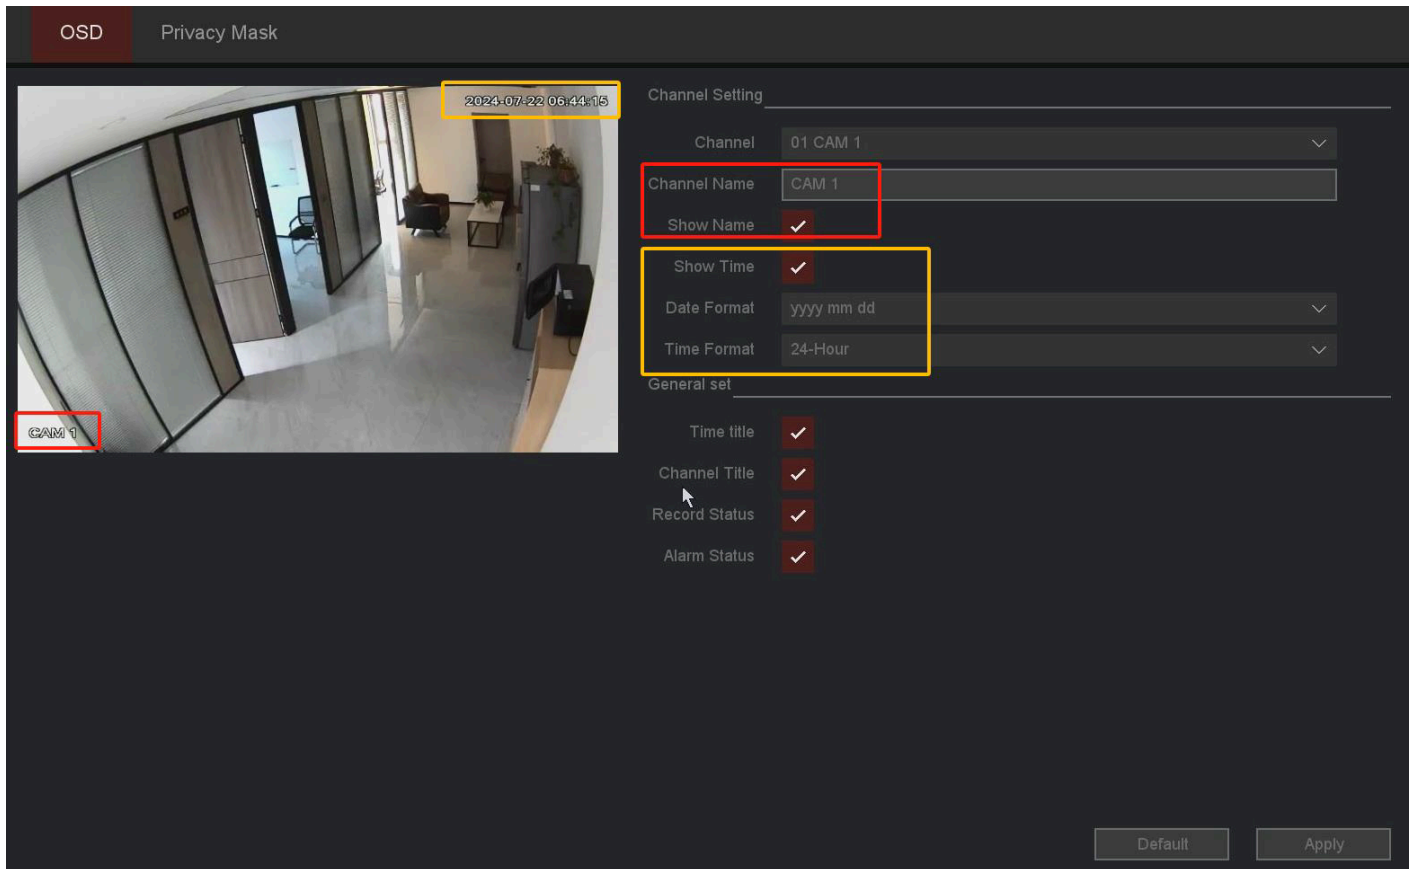 OSD Privacy Mask
2024-07-22 06:44:15
CAM 1
Channel Setting
Channel 01 CAM 1
Channel Name CAM 1
Show Name
Show Time
Date Format yyyy mm dd
Time Format 24-Hour
General set
Time title
Channel Title
Record Status
Alarm Status
Default Apply